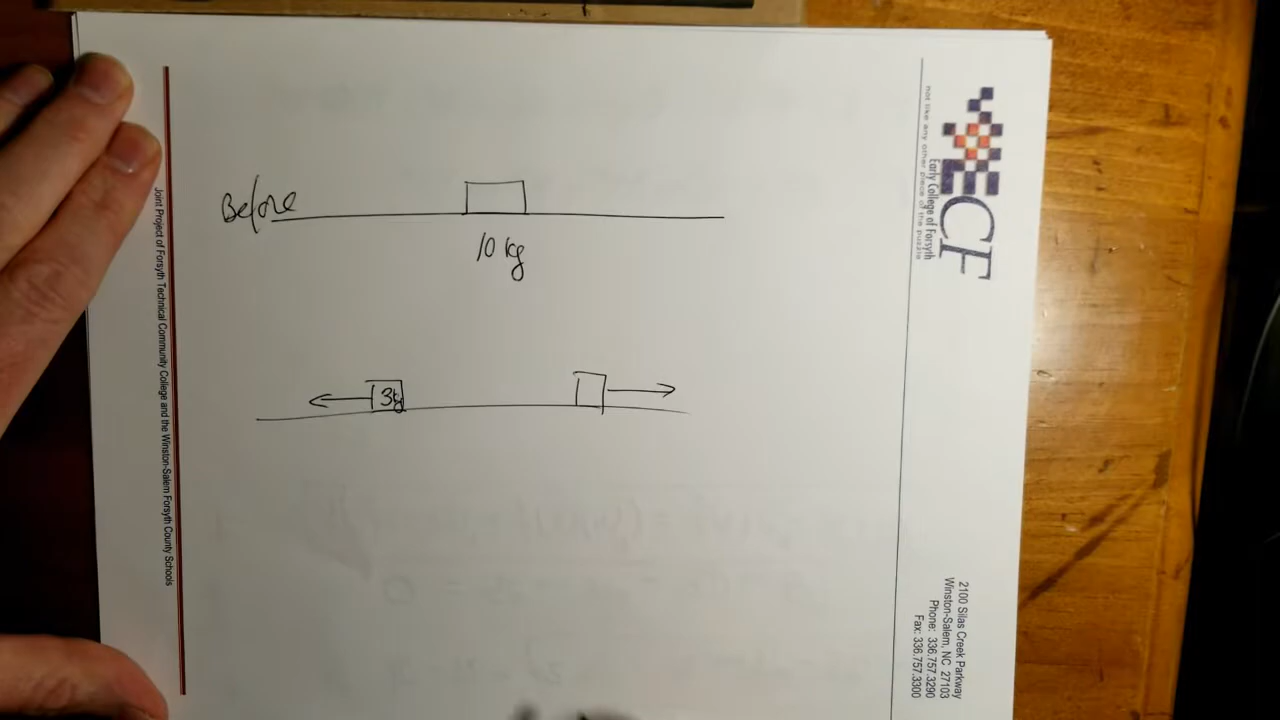 Before
10 kg
3kg
ECF
Early College of Forsyth
not like any other piece of the puzzle
2100 Silas Creek Parkway
Winston-Salem, NC 27103
Phone: 336.757.3290
Fax: 336.757.3300
Joint Project of Forsyth Technical Community College and the Winston-Salem Forsyth County Schools